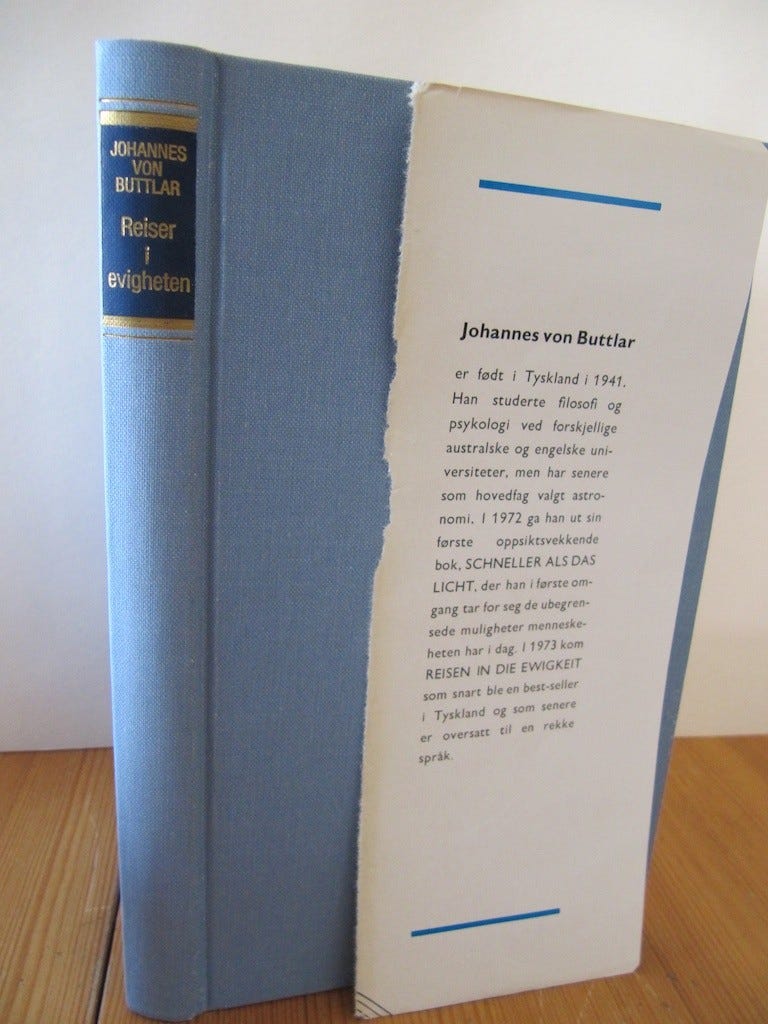 JOHANNES
VON
BUTTLAR
Reiser
i
evigheten
Johannes von Buttlar
er født i Tyskland i 1941.
Han studerte filosofi og
psykologi ved forskjellige
australske og engelske uni-
versiteter, men har senere
som hovedfag valgt astro-
nomi. I 1972 ga han ut sin
første oppsiktsvekkende
bok, SCHNELLER ALS DAS
LICHT, der han i første om-
gang tar for seg de ubegren-
sede muligheter menneske-
heten har i dag. I 1973 kom
REISEN IN DIE EWIGKEIT
som snart ble en best-seller
i Tyskland og som senere
er oversatt til en rekke
språk.